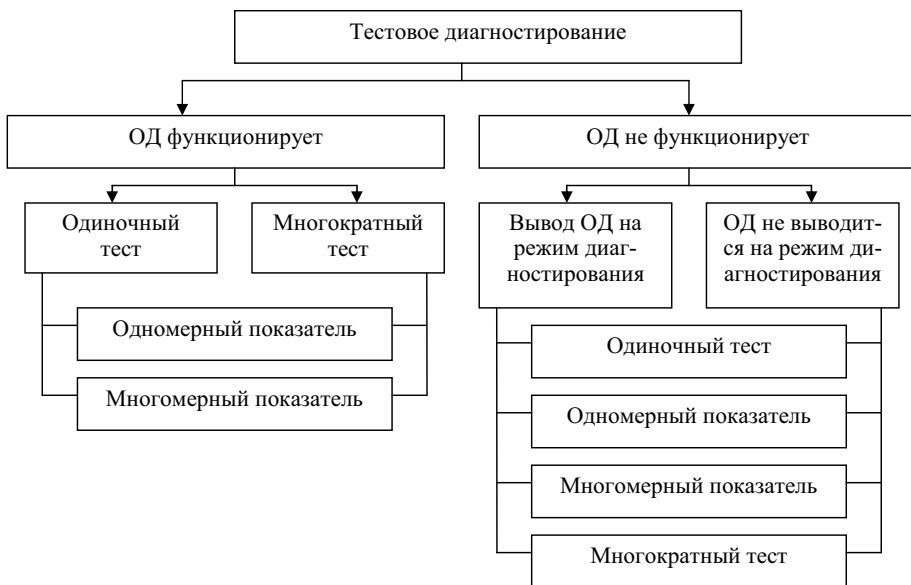 Тестовое диагностирование
ОД функционирует
ОД не функционирует
Одиночный
тест
Многократный
тест
Вывод ОД на
режим диаг-
ностирования
ОД не выводит-
ся на режим ди-
агностирования
Одномерный показатель
Многомерный показатель
Одиночный тест
Одномерный показатель
Многомерный показатель
Многократный тест